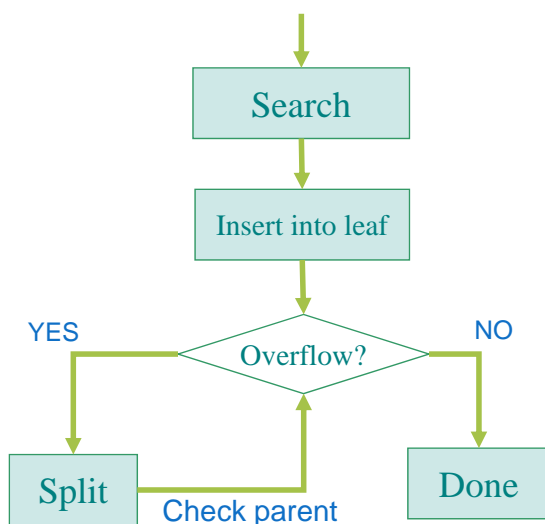 Search
Insert into leaf
YES
NO
Overflow?
Split
Done
Check parent